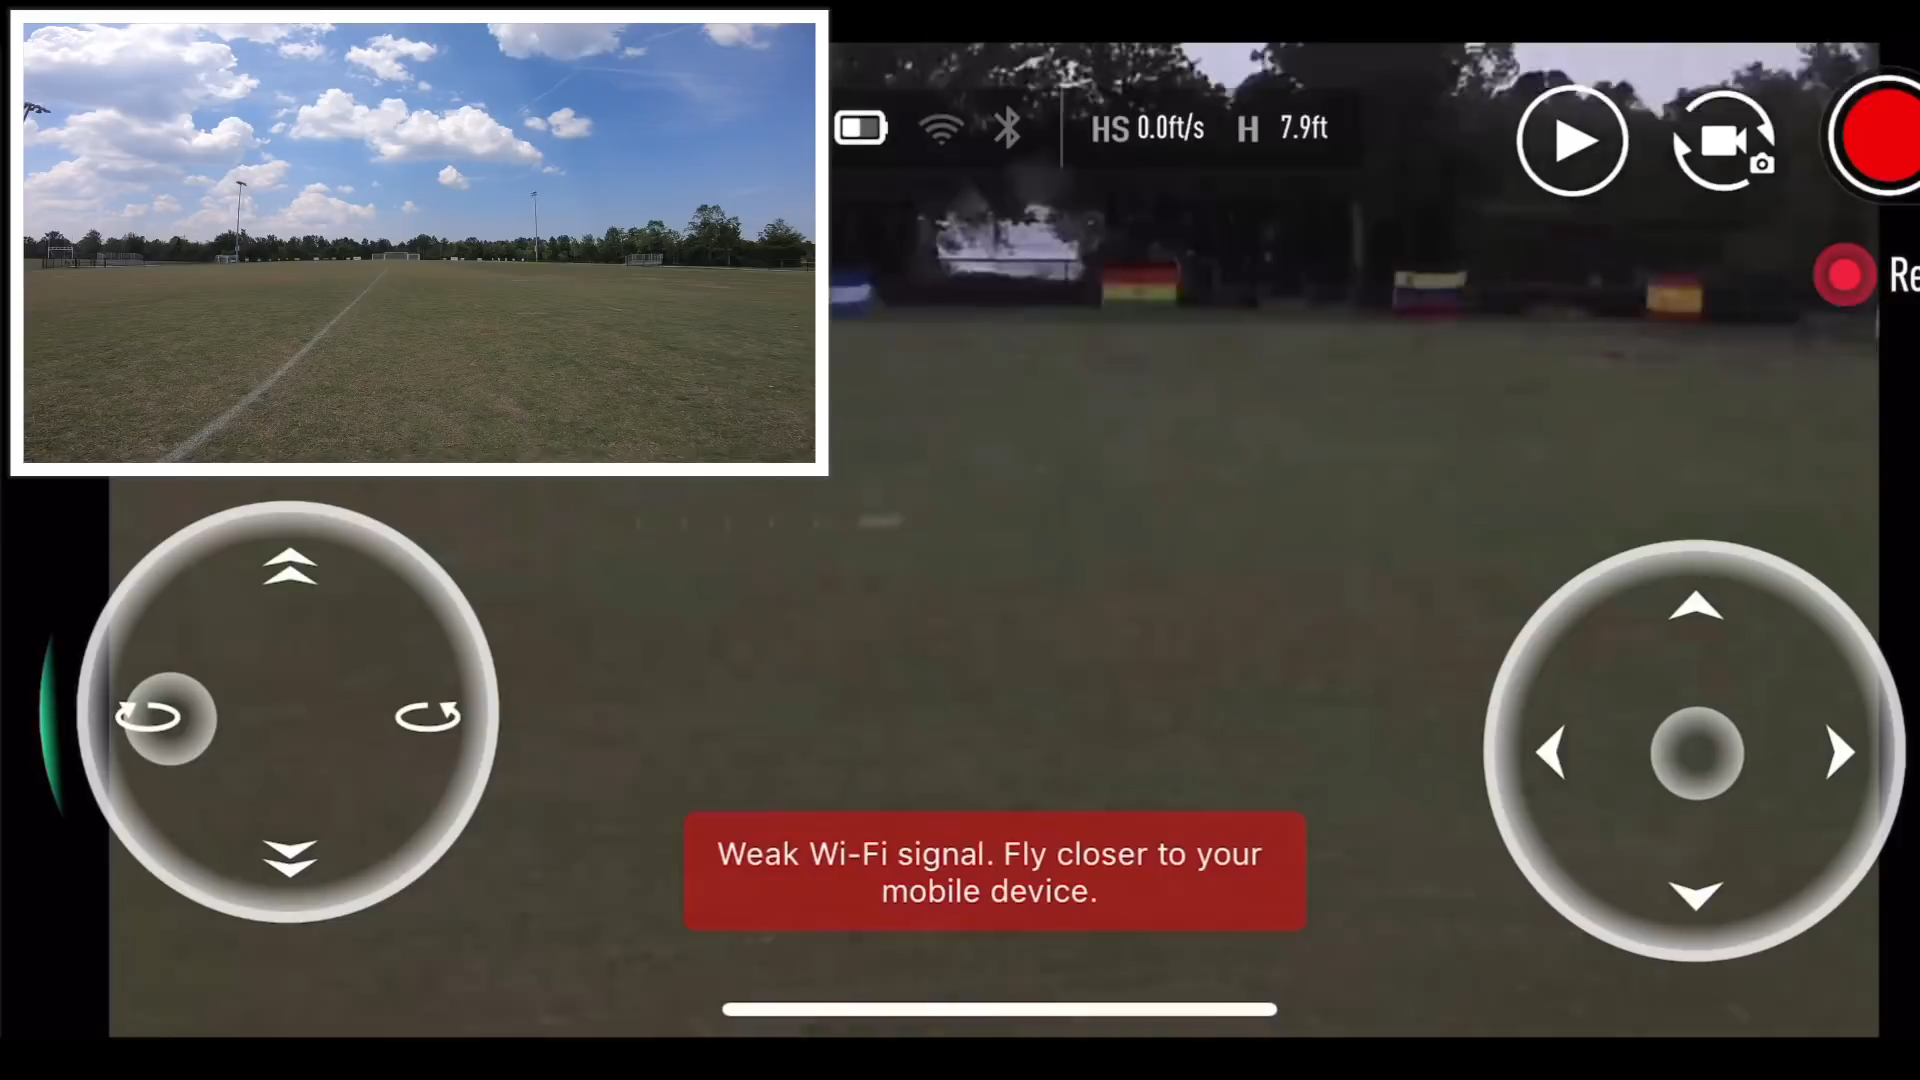 HS 0.0ft/s H 7.9ft
Re
Weak Wi-Fi signal. Fly closer to your
mobile device.